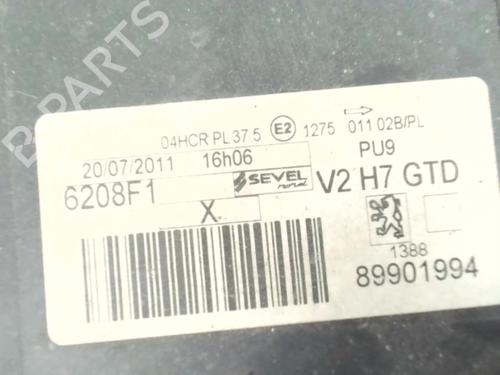 B-PARTS
04HCR PL 37.5 E2 1275 011 02B/PL
20/07/2011 16h06 PU9
6208F1 SEVEL nord V2 H7 GTD
X
1388
89901994